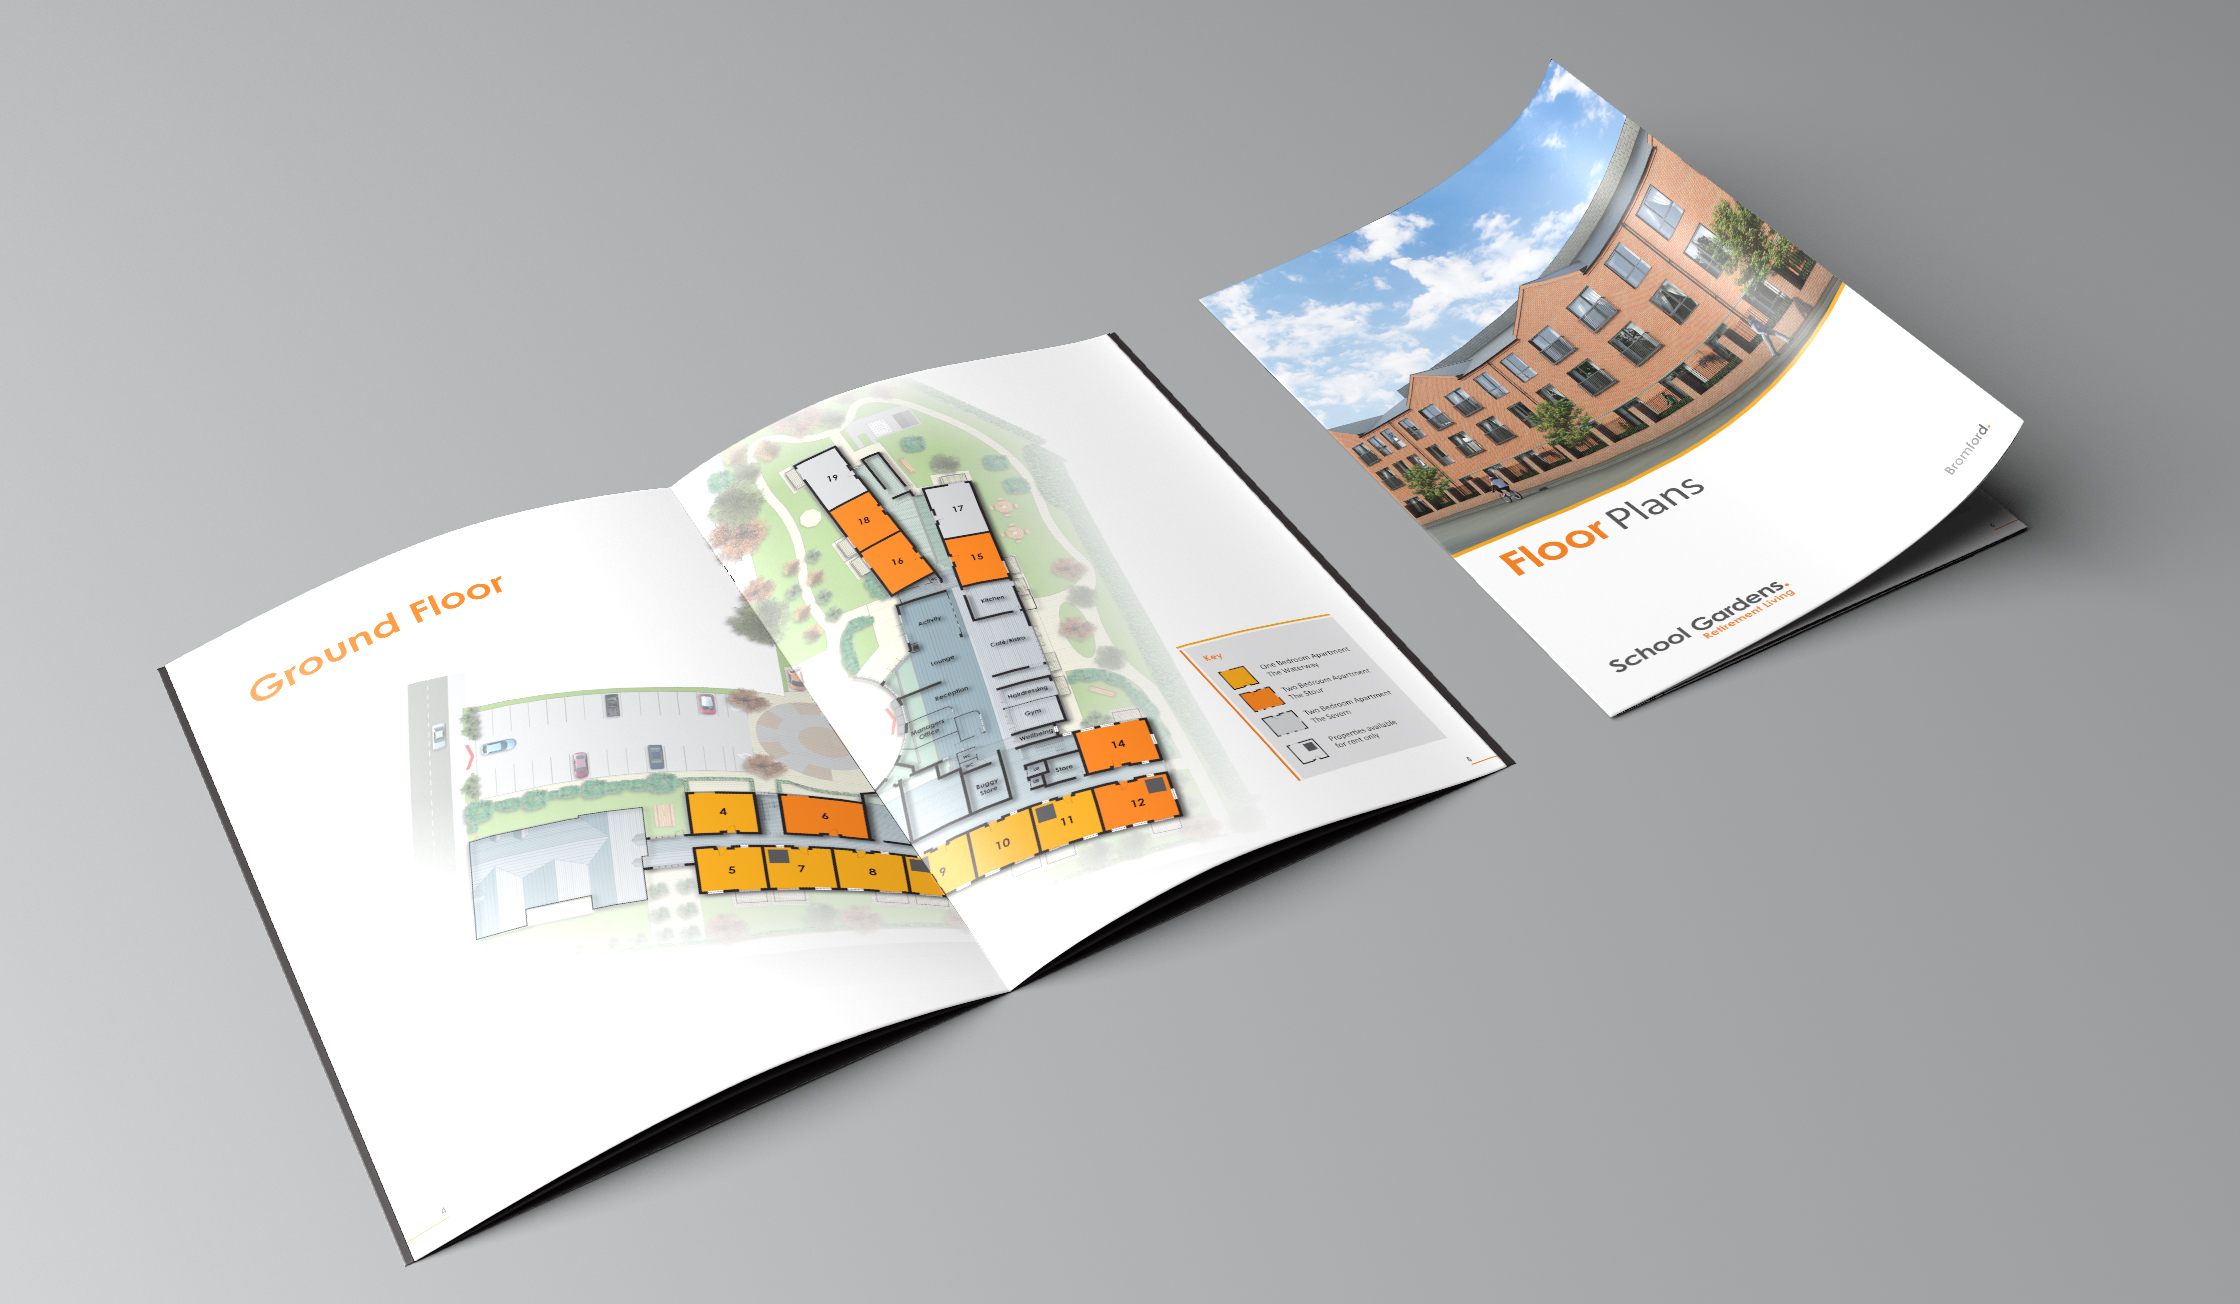 Ground Floor
19
18
17
16
15
Kitchen
Activity
Café/Bistro
Lounge
Reception
Hairdressing
Managers
Office
Gym
Wellbeing
WC
WC
Buggy
Store
Store
14
12
11
10
9
4
6
5
7
8
Key
One Bedroom Apartment
The Waterway
Two Bedroom Apartment
The Stour
Two Bedroom Apartment
The Severn
Properties available
for rent only
4
Floor Plans
School Gardens.
Retirement Living
Bromford.